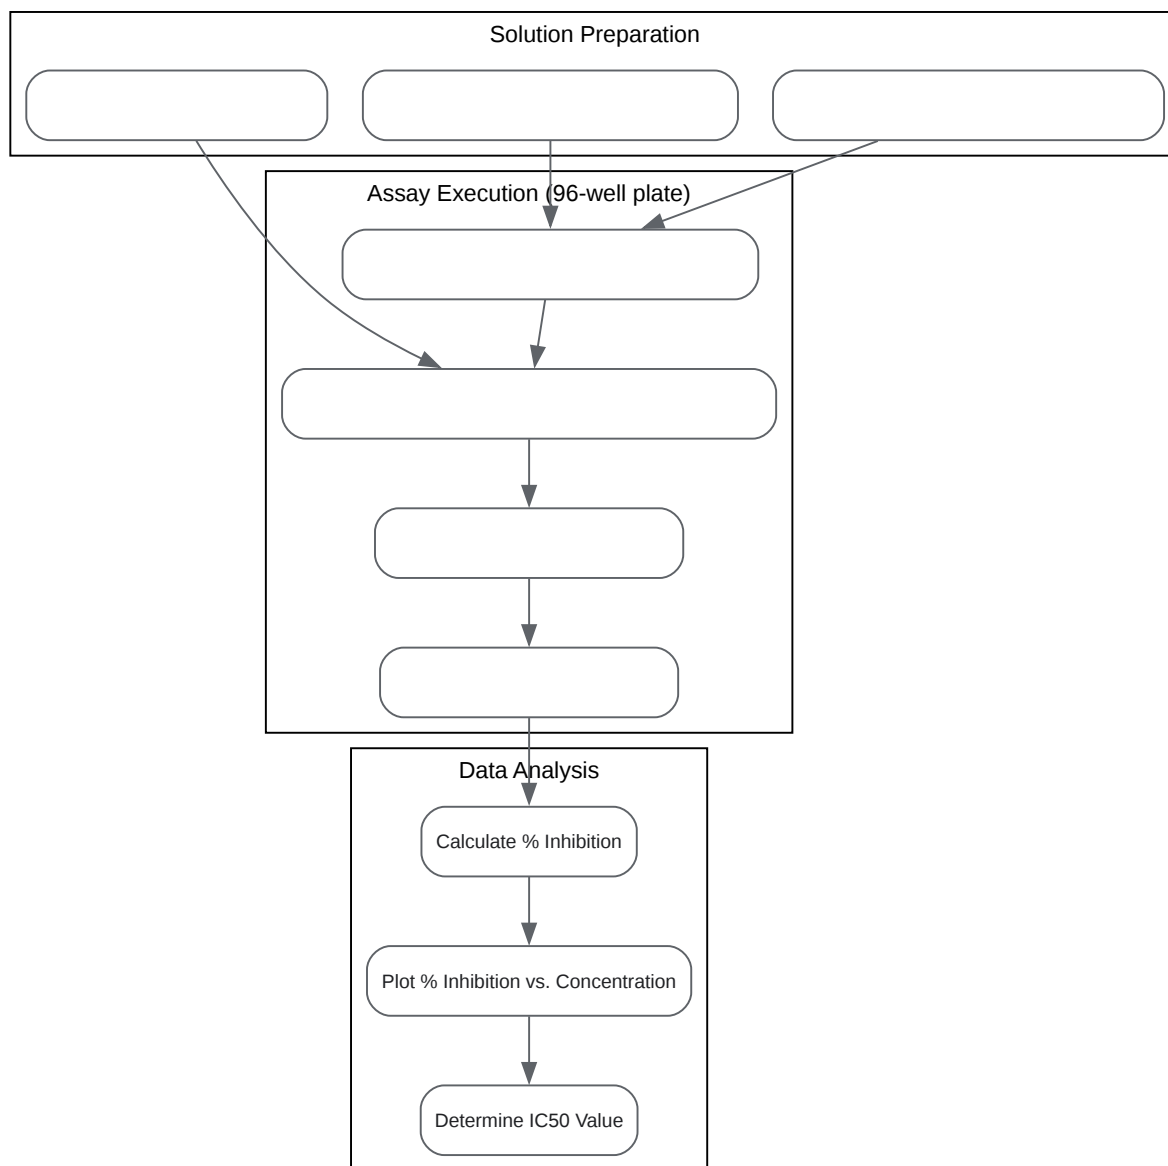 Solution Preparation
Assay Execution (96-well plate)
Data Analysis
Calculate % Inhibition
Plot % Inhibition vs. Concentration
Determine IC50 Value